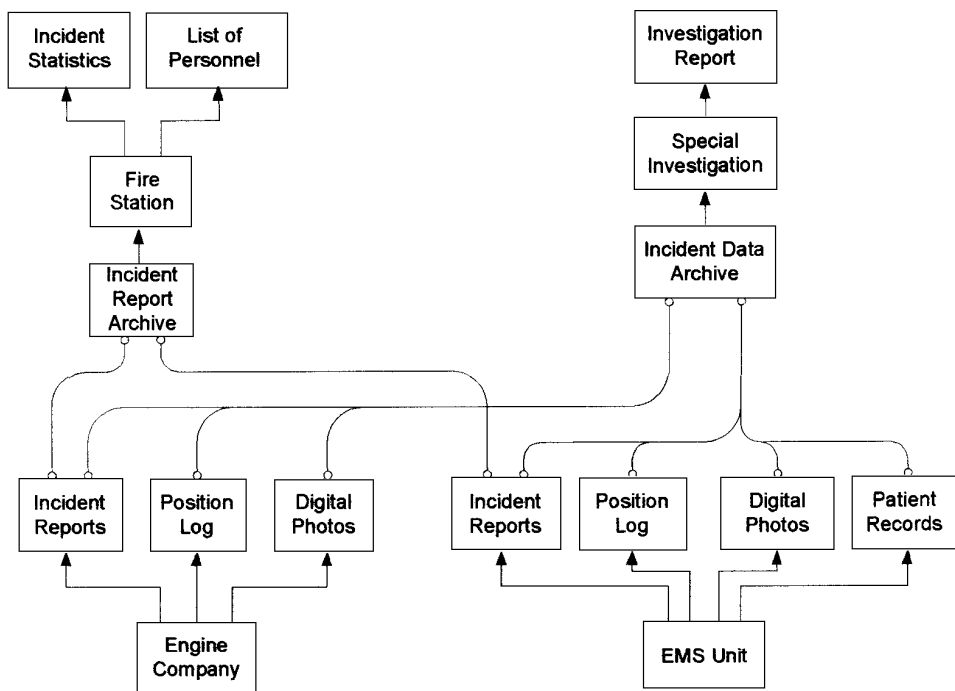 Incident
Statistics
List of
Personnel
Investigation
Report
Special
Investigation
Fire
Station
Incident Data
Archive
Incident
Report
Archive
Incident
Reports
Position
Log
Digital
Photos
Incident
Reports
Position
Log
Digital
Photos
Patient
Records
Engine
Company
EMS Unit